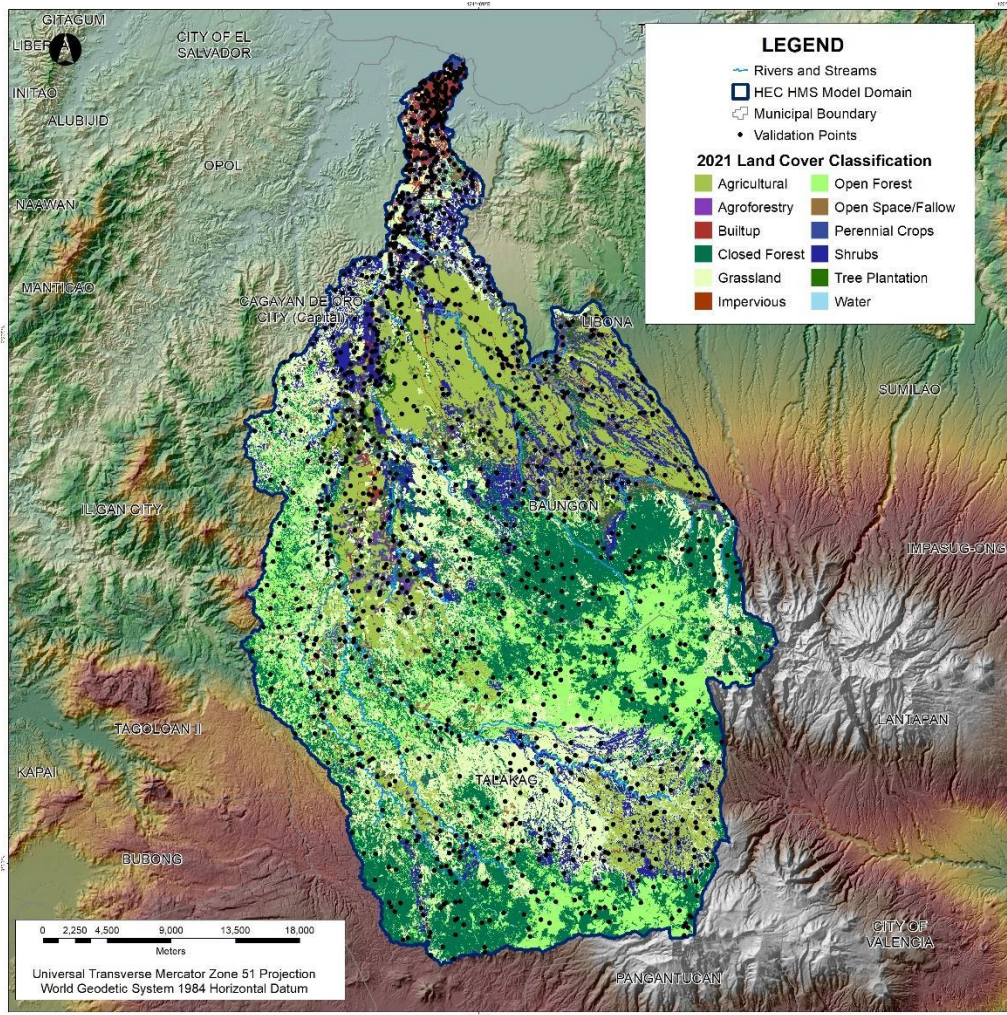 GITAGUM
CITY OF EL
SALVADOR
INITAO
ALUBIJID
OPOL
NAAWAN
MANTICAO
CAGAYAN DE ORO
CITY (Capital)
LIBONA
SUMILAO
ILIGAN CITY
BAUNGON
IMPASUG-ONG
TAGOLOAN II
LANTAPAN
KAPAI
TALAKAG
BUBONG
CITY OF
VALENCIA
PANGANTUCAN
LEGEND
Rivers and Streams
HEC HMS Model Domain
Municipal Boundary
Validation Points
2021 Land Cover Classification
Agricultural
Agroforestry
Builtup
Closed Forest
Grassland
Impervious
Open Forest
Open Space/Fallow
Perennial Crops
Shrubs
Tree Plantation
Water
0 2,250 4,500 9,000 13,500 18,000
Meters
Universal Transverse Mercator Zone 51 Projection
World Geodetic System 1984 Horizontal Datum